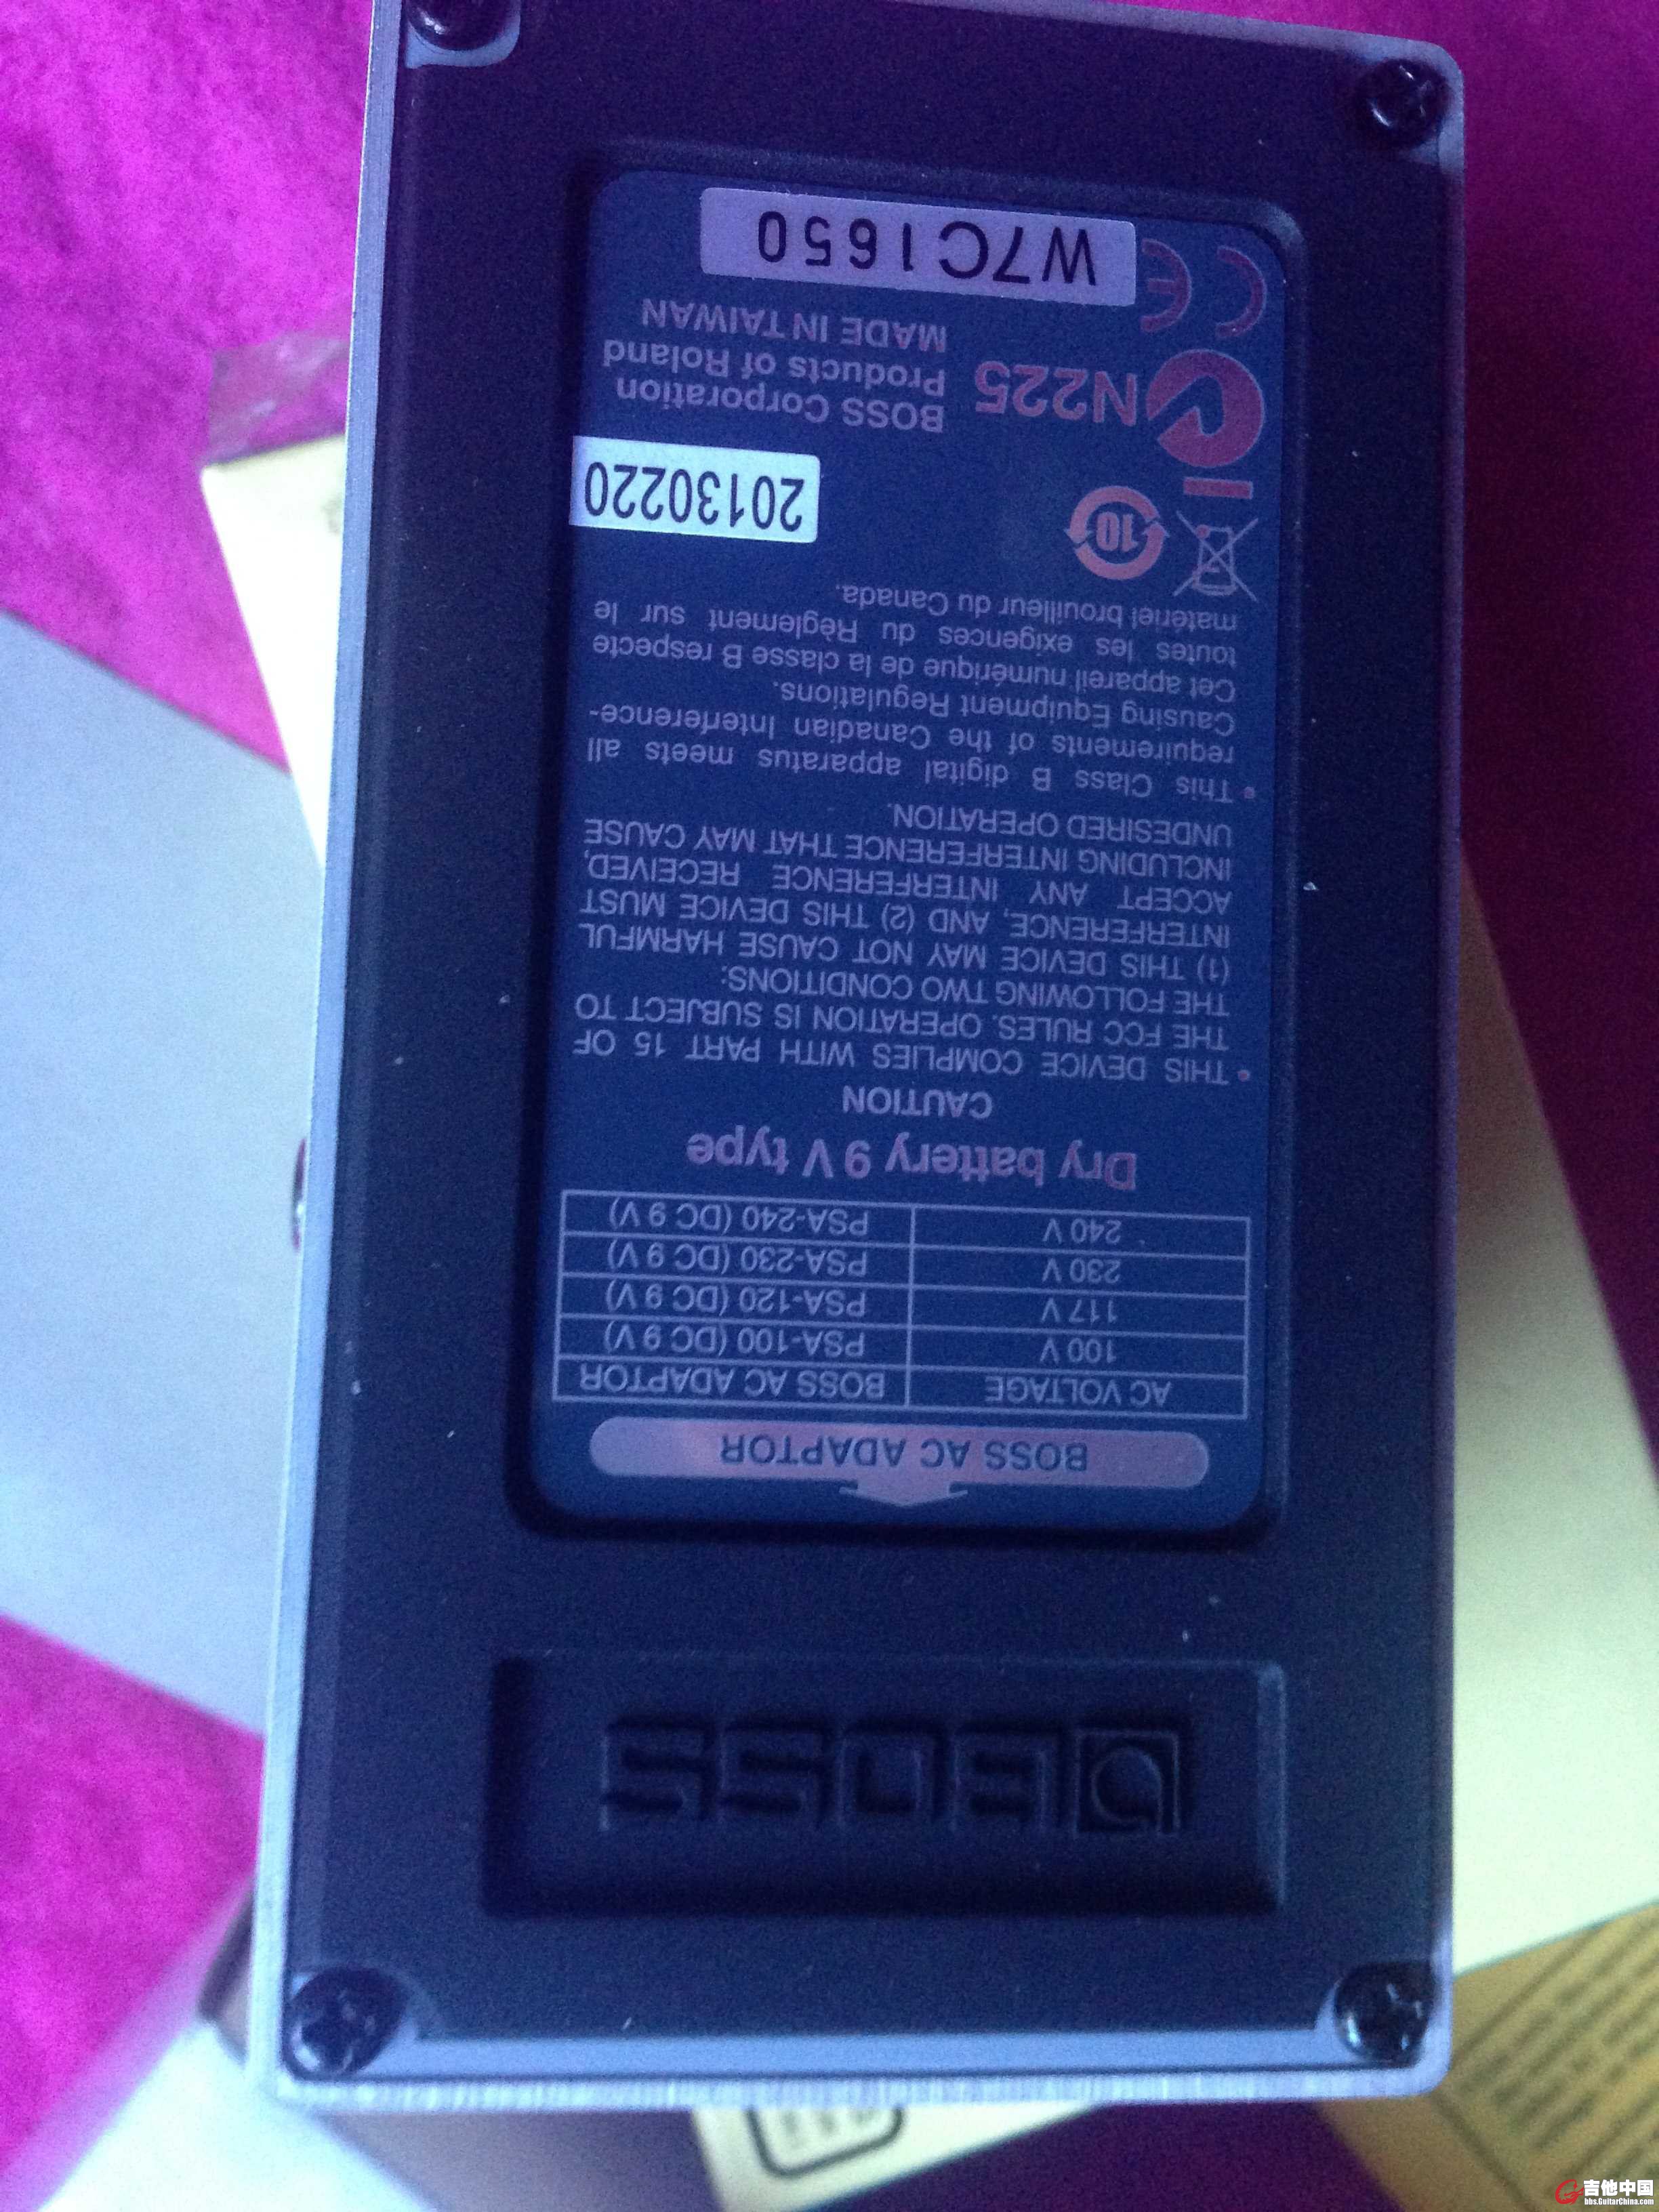 BOSS
BOSS AC ADAPTOR
AC VOLTAGE BOSS AC ADAPTOR
100 V PSA-100 (DC 9 V)
117 V PSA-120 (DC 9 V)
230 V PSA-230 (DC 9 V)
240 V PSA-240 (DC 9 V)
Dry battery 9 V type
CAUTION
• THIS DEVICE COMPLIES WITH PART 15 OF
THE FCC RULES. OPERATION IS SUBJECT TO
THE FOLLOWING TWO CONDITIONS:
(1) THIS DEVICE MAY NOT CAUSE HARMFUL
INTERFERENCE, AND (2) THIS DEVICE MUST
ACCEPT ANY INTERFERENCE RECEIVED,
INCLUDING INTERFERENCE THAT MAY CAUSE
UNDESIRED OPERATION.
• This Class B digital apparatus meets all
requirements of the Canadian Interference-
Causing Equipment Regulations.
Cet appareil numérique de la classe B respecte
toutes les exigences du Règlement sur le
matériel brouilleur du Canada.
10
20130220
N225
BOSS Corporation
Products of Roland
MADE IN TAIWAN
CE
W7C1650
吉他中国
bbs.GuitarChina.com